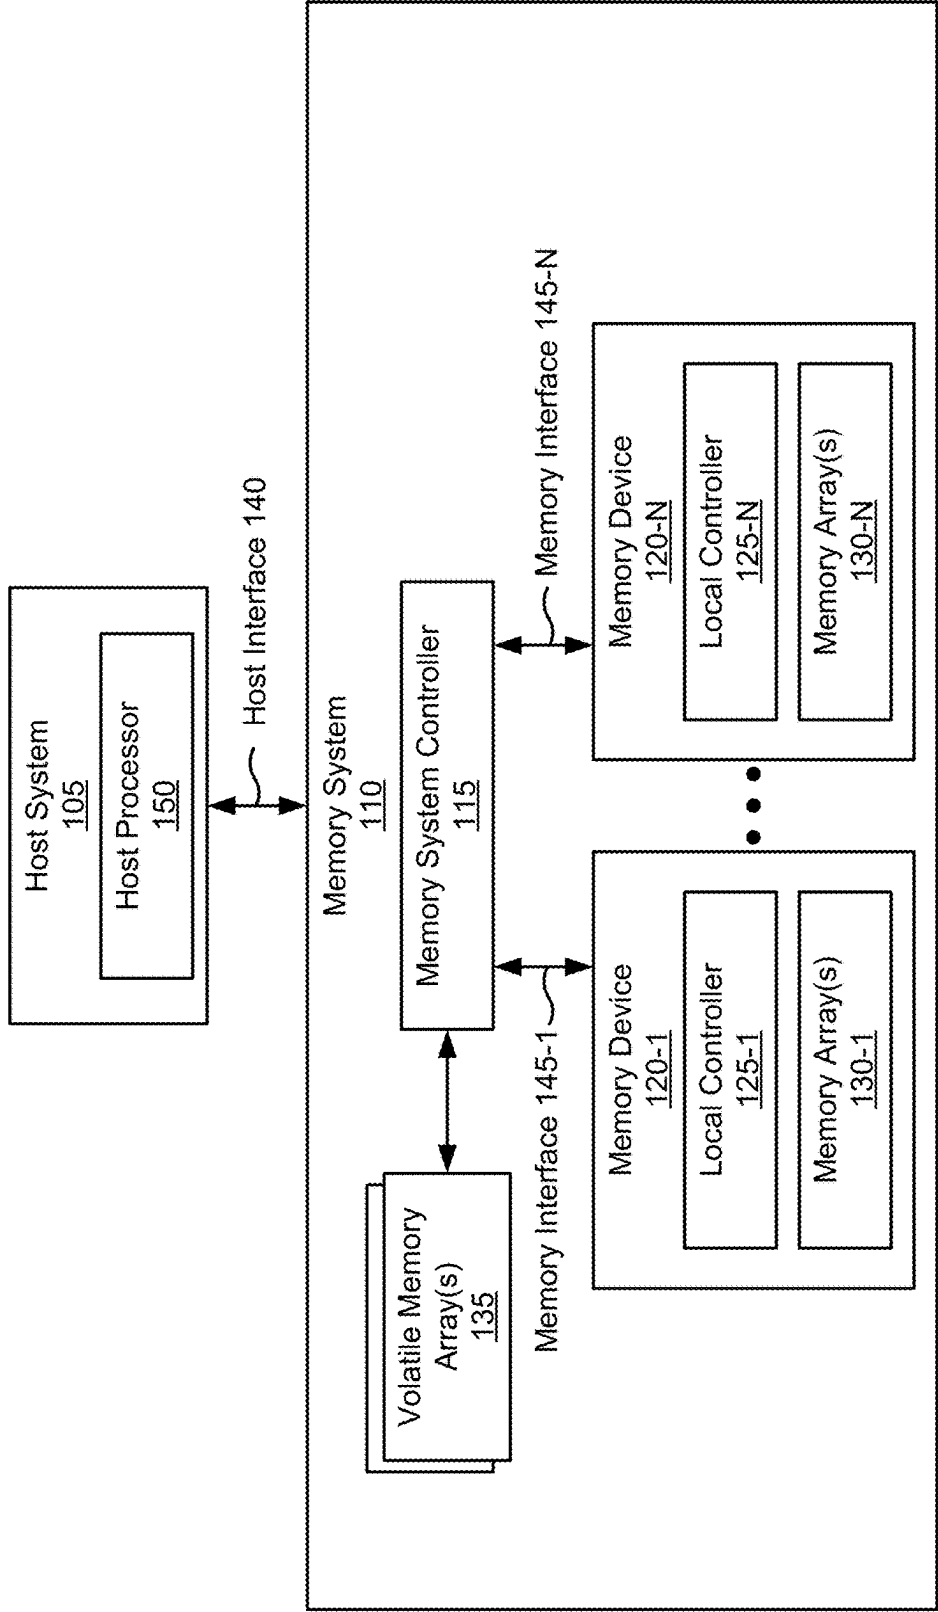 Host System
105
Host Processor
150
Host Interface 140
Memory System
110
Memory System Controller
115
Volatile Memory
Array(s)
135
Memory Interface 145-1
Memory Interface 145-N
Memory Device
120-1
Local Controller
125-1
Memory Array(s)
130-1
Memory Device
120-N
Local Controller
125-N
Memory Array(s)
130-N